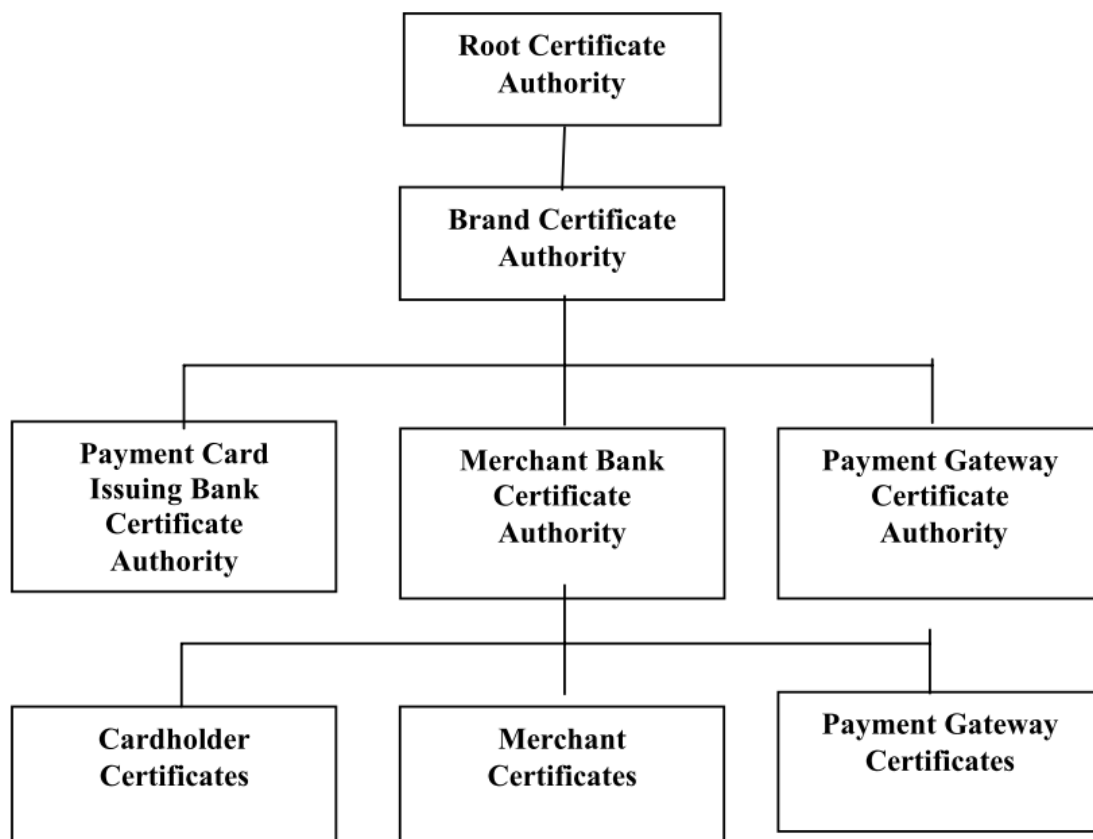 Root Certificate
Authority
Brand Certificate
Authority
Payment Card
Issuing Bank
Certificate
Authority
Merchant Bank
Certificate
Authority
Payment Gateway
Certificate
Authority
Cardholder
Certificates
Merchant
Certificates
Payment Gateway
Certificates